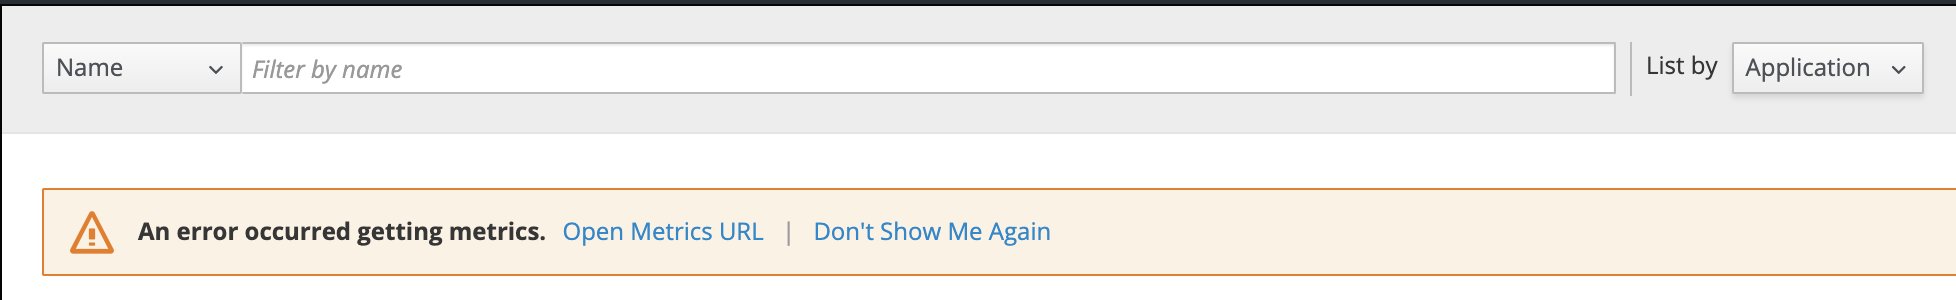 Name Filter by name List by Application
An error occurred getting metrics. Open Metrics URL | Don't Show Me Again